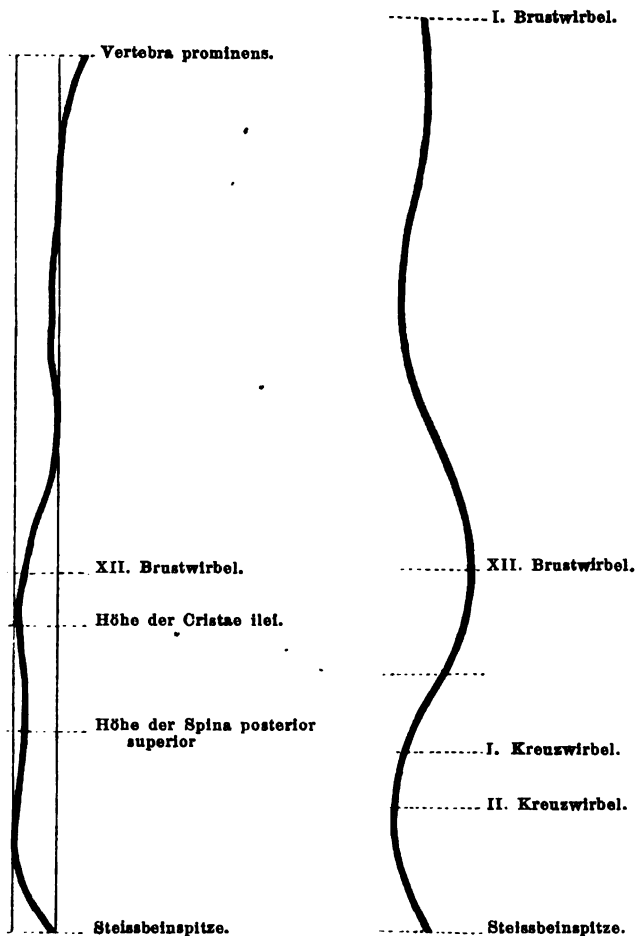 Vertebra prominens.
XII. Brustwirbel.
Höhe der Cristae ilei.
Höhe der Spina posterior
superior
Steissbeinspitze.
I. Brustwirbel.
XII. Brustwirbel.
I. Kreuzwirbel.
II. Kreuzwirbel.
Steissbeinspitze.